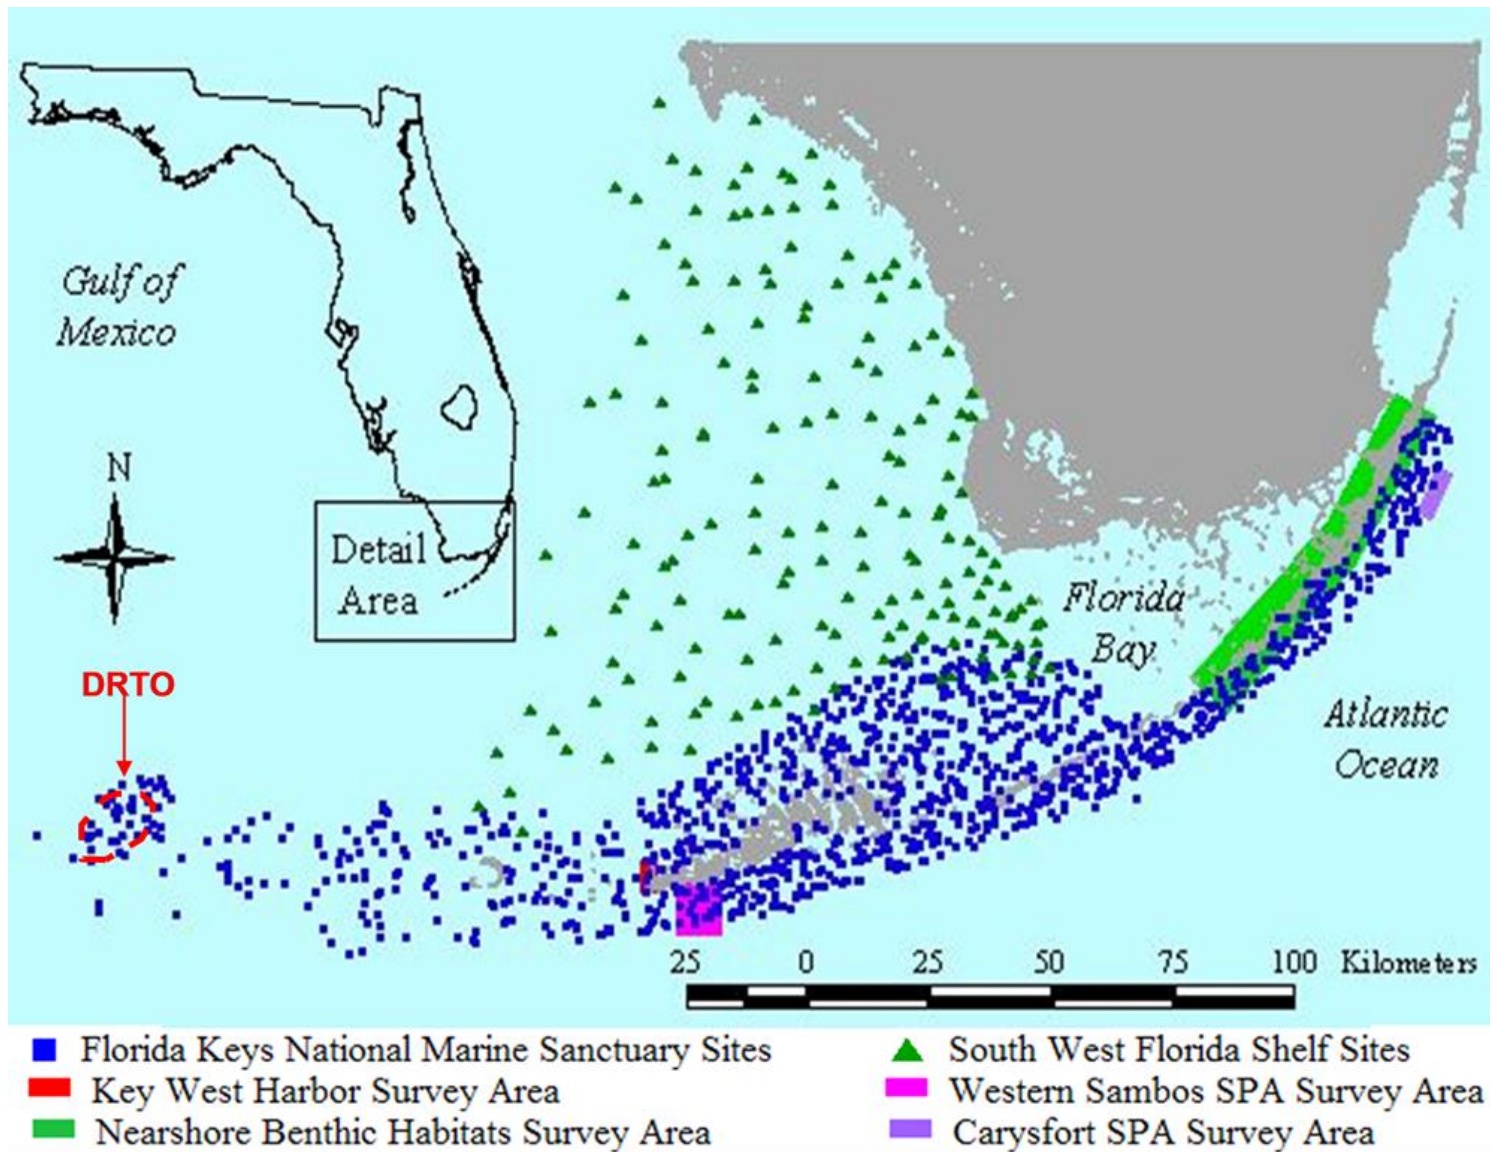 Gulf of
Mexico
N
Detail
Area
DRTO
Florida
Bay
Atlantic
Ocean
25 0 25 50 75 100 Kilometers
Florida Keys National Marine Sanctuary Sites
South West Florida Shelf Sites
Key West Harbor Survey Area
Western Sambos SPA Survey Area
Nearshore Benthic Habitats Survey Area
Carysfort SPA Survey Area